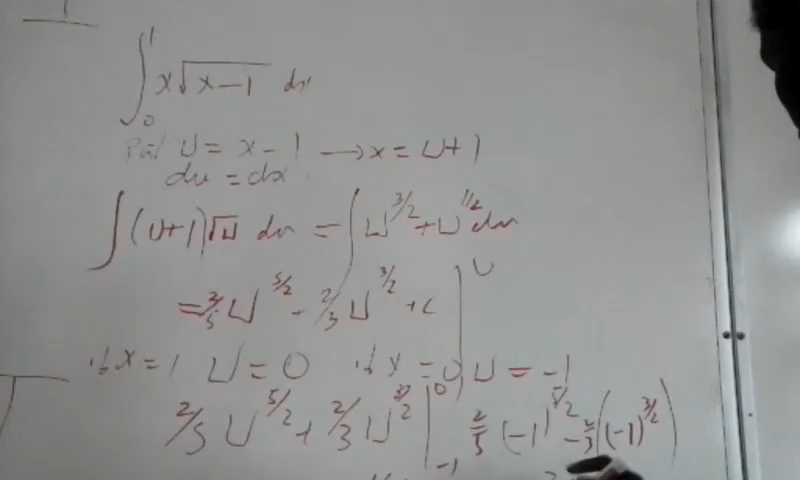 ∫₀¹ x√(x-1) dx
Put u = x-1 → x = u+1
du = dx
∫(u+1)√u du = ∫ u^{3/2} + u^{1/2} du
= 2/5 u^{5/2} - 2/3 u^{3/2} + c |
if x = 1 u = 0 if x = 0, u = -1
2/5 u^{5/2} + 2/3 u^{3/2} |₋₁⁰ 2/5 (-1)^{5/2} - 2/3 ((-1)^{3/2})